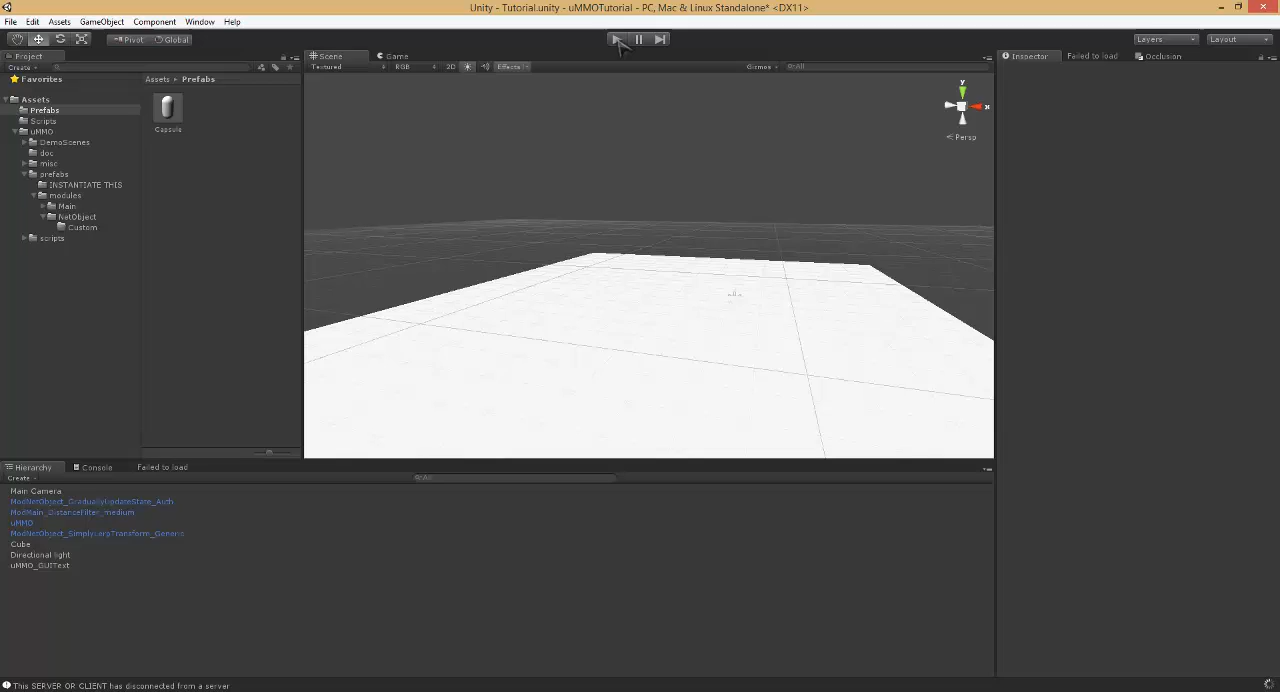 Unity - Tutorial.unity - uMMOTutorial - PC, Mac & Linux Standalone* <DX11>
File Edit Assets GameObject Component Window Help
Pivot Global Layers Layout
Project Scene Game Inspector Failed to load Occlusion
Create Textured RGB 2D Effects Gizmos All
Favorites Assets Prefabs
Assets
Prefabs
Scripts
uMMO
DemoScenes
doc
misc
prefabs
INSTANTIATE THIS
modules
Main
NetObject
Custom
scripts
Capsule
y
x
Persp
Hierarchy Console Failed to load
Create All
Main Camera
ModNetObject_GraduallyUpdateState_Auth
ModMain_DistanceFilter_medium
uMMO
ModNetObject_SimplyLerpTransform_Generic
Cube
Directional light
uMMO_GUIText
This SERVER OR CLIENT has disconnected from a server